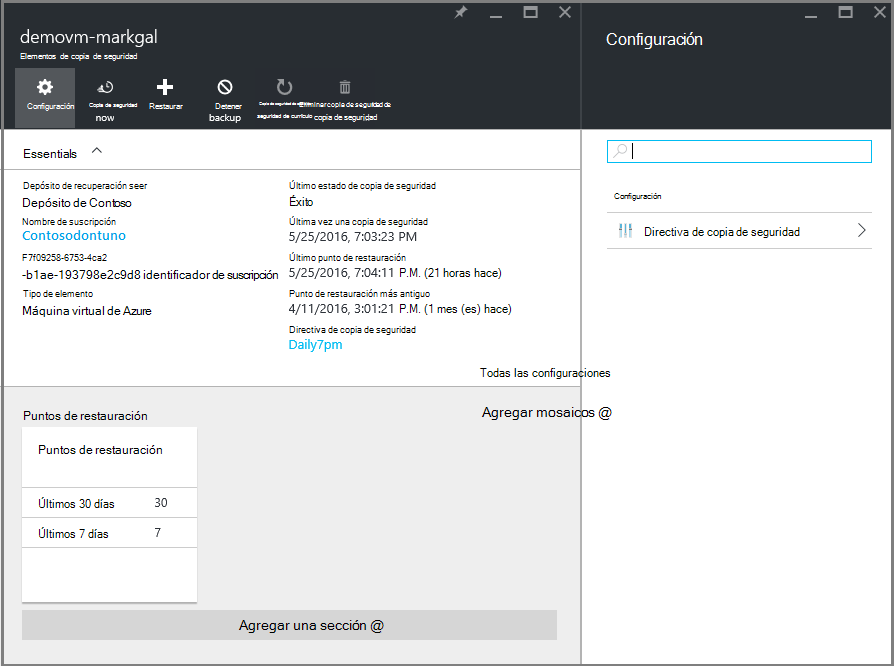 demovm-markgal
Elementos de copia de seguridad
Configuración
Copia de seguridad
now
Restaurar
Detener
backup
seguridad de currículo
Eliminar copia de seguridad de
copia de seguridad
Essentials
Depósito de recuperación seer
Depósito de Contoso
Nombre de suscripción
Contosodontuno
F7f09258-6753-4ca2
-b1ae-193798e2c9d8 identificador de suscripción
Tipo de elemento
Máquina virtual de Azure
Último estado de copia de seguridad
Éxito
Última vez una copia de seguridad
5/25/2016, 7:03:23 PM
Último punto de restauración
5/25/2016, 7:04:11 P.M. (21 horas hace)
Punto de restauración más antiguo
4/11/2016, 3:01:21 P.M. (1 mes (es) hace)
Directiva de copia de seguridad
Daily7pm
Todas las configuraciones
Puntos de restauración
Agregar mosaicos @
Puntos de restauración
Últimos 30 días 30
Últimos 7 días 7
Agregar una sección @
Configuración
Configuración
Directiva de copia de seguridad